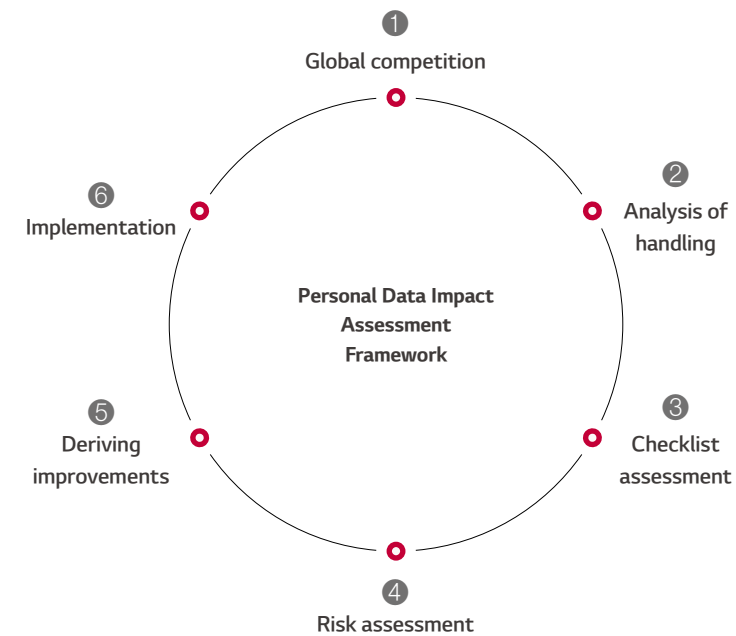 1
Global competition
2
Analysis of
handling
3
Checklist
assessment
4
Risk assessment
5
Deriving
improvements
6
Implementation
Personal Data Impact
Assessment
Framework